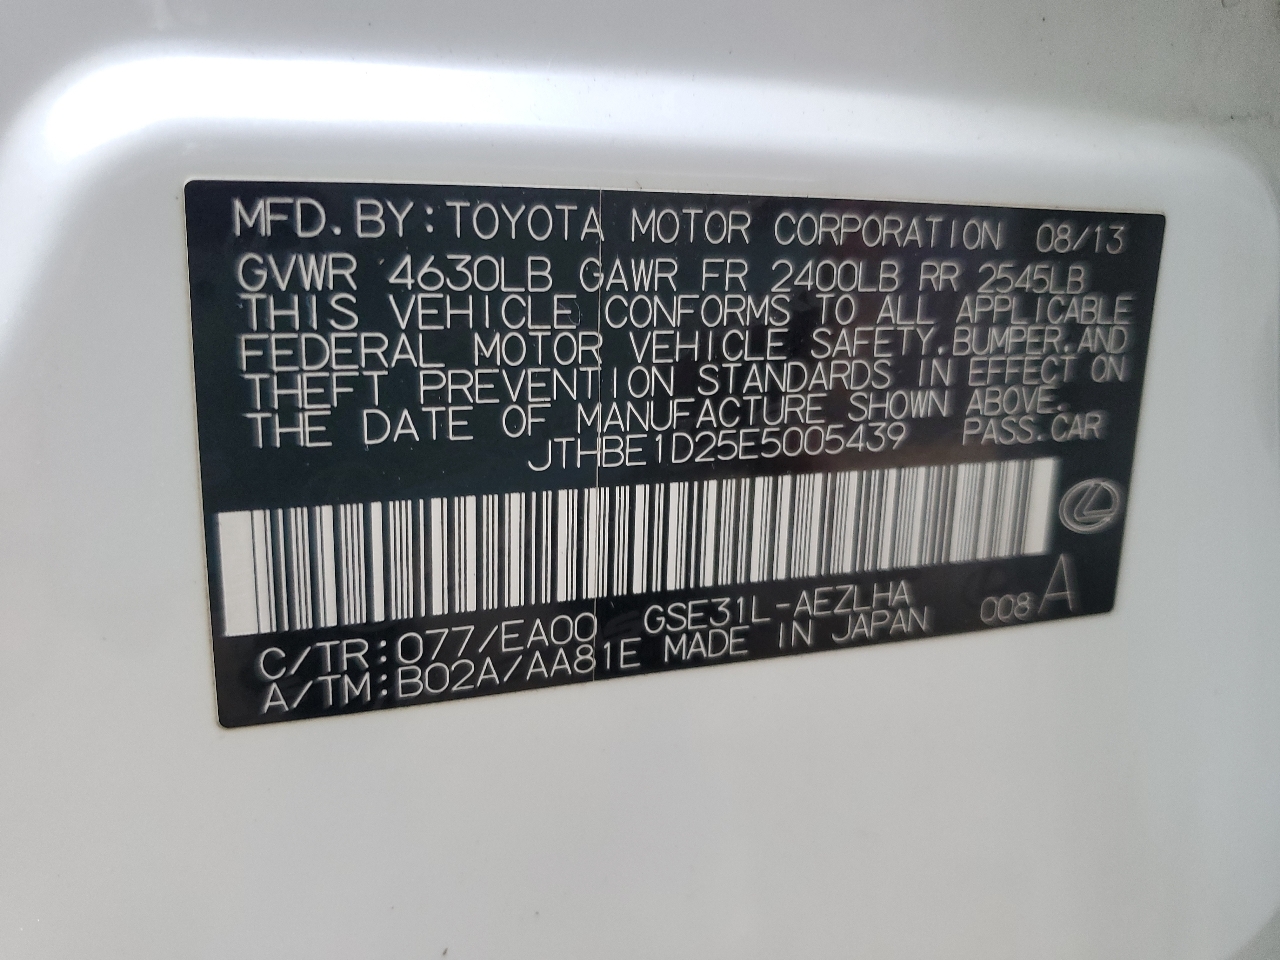 MFD.BY:TOYOTA MOTOR CORPORATION 08/13
GVWR 4630LB GAWR FR 2400LB RR 2545LB
THIS VEHICLE CONFORMS TO ALL APPLICABLE
FEDERAL MOTOR VEHICLE SAFETY,BUMPER,AND
THEFT PREVENTION STANDARDS IN EFFECT ON
THE DATE OF MANUFACTURE SHOWN ABOVE.
JTHBE1D25E5005439 PASS.CAR
C/TR:077/EA00 GSE31L-AEZLHA 008 A
A/TM:B02A/AA81E MADE IN JAPAN